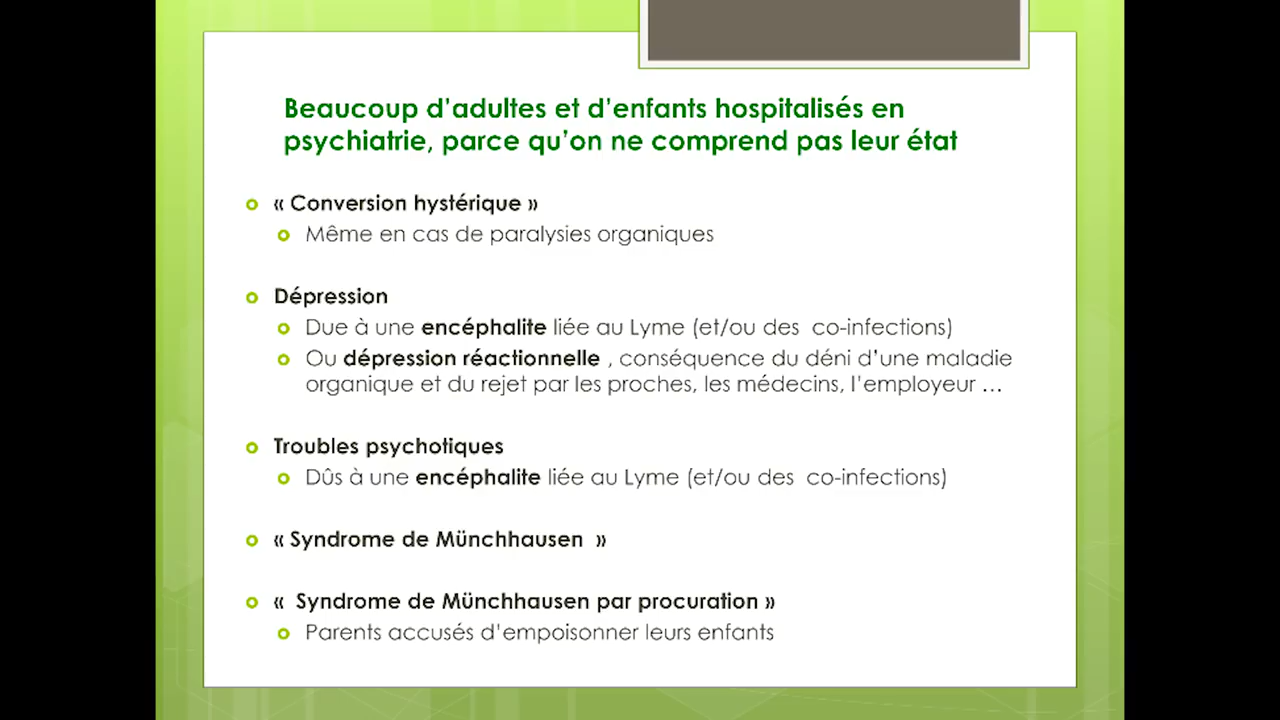 Beaucoup d'adultes et d'enfants hospitalisés en
psychiatrie, parce qu'on ne comprend pas leur état
« Conversion hystérique »
Même en cas de paralysies organiques
Dépression
Due à une encéphalite liée au Lyme (et/ou des co-infections)
Ou dépression réactionnelle , conséquence du déni d'une maladie
organique et du rejet par les proches, les médecins, l'employeur ...
Troubles psychotiques
Dûs à une encéphalite liée au Lyme (et/ou des co-infections)
« Syndrome de Münchhausen »
« Syndrome de Münchhausen par procuration »
Parents accusés d'empoisonner leurs enfants